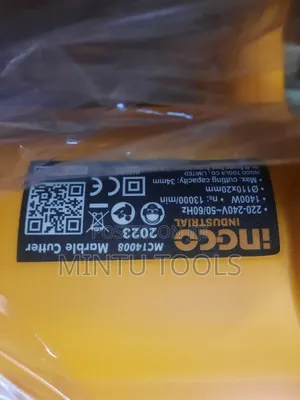 INGCO
INDUSTRIAL
• 220-240V~50/60Hz
• 1400W • n₀: 13000/min
• Ø110x20mm
• Max. cutting capacity: 34mm
INGCO TOOLS CO., LIMITED
2023
MCT14008 Marble Cutter
MINTU TOOLS